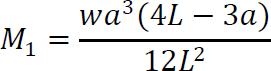 M₁ = wa³(4L − 3a) / 12L²